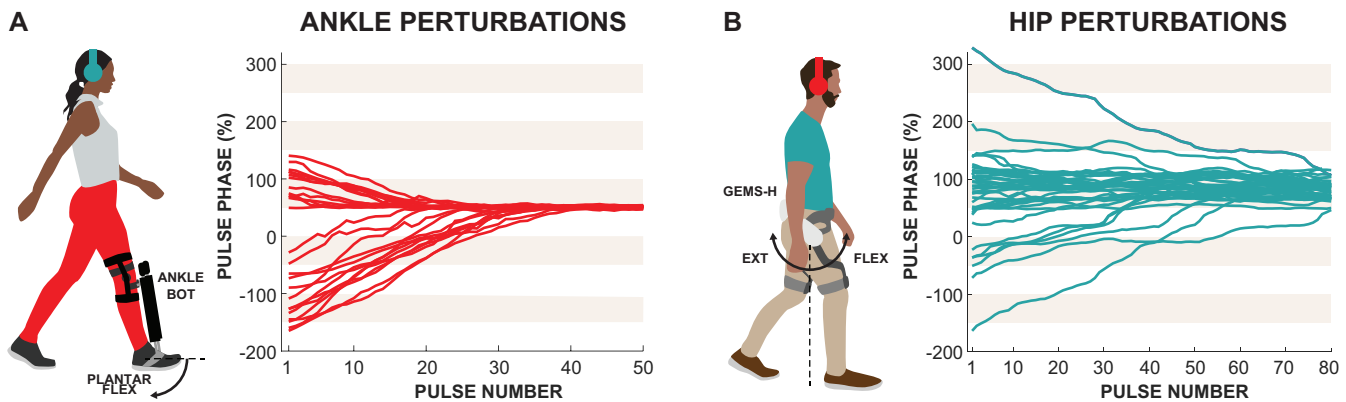 A
ANKLE PERTURBATIONS
ANKLE
BOT
PLANTAR
FLEX
PULSE PHASE (%)
300
200
100
0
-100
-200
1
10
20
30
40
50
PULSE NUMBER
B
HIP PERTURBATIONS
GEMS-H
EXT
FLEX
PULSE PHASE (%)
300
200
100
0
-100
-200
1
10
20
30
40
50
60
70
80
PULSE NUMBER